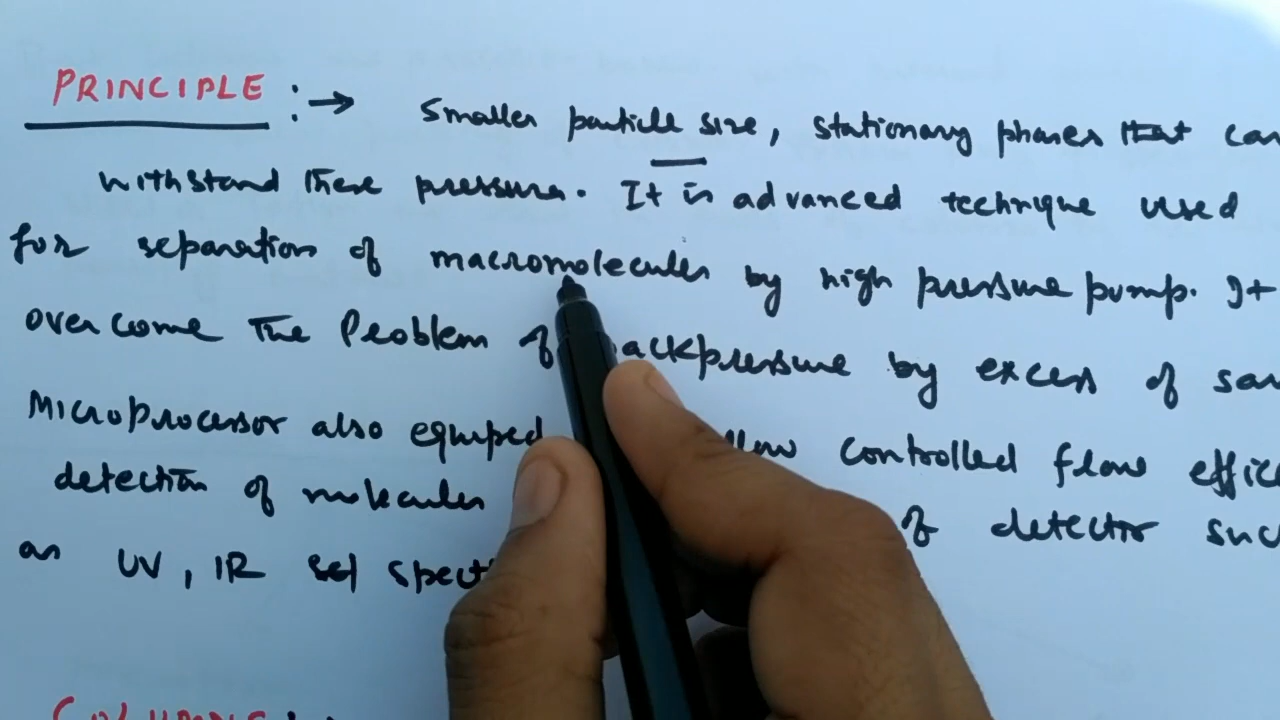 PRINCIPLE :→ Smaller particle size, stationary phases that can
withstand these pressure. It is advanced technique used
for separation of macromolecules by high pressure pump. It
overcome the Problem of backpressure by excess of
Microprocessor also equiped controlled flow
detection of molecules of detector
as UV, IR
COLUMNS :